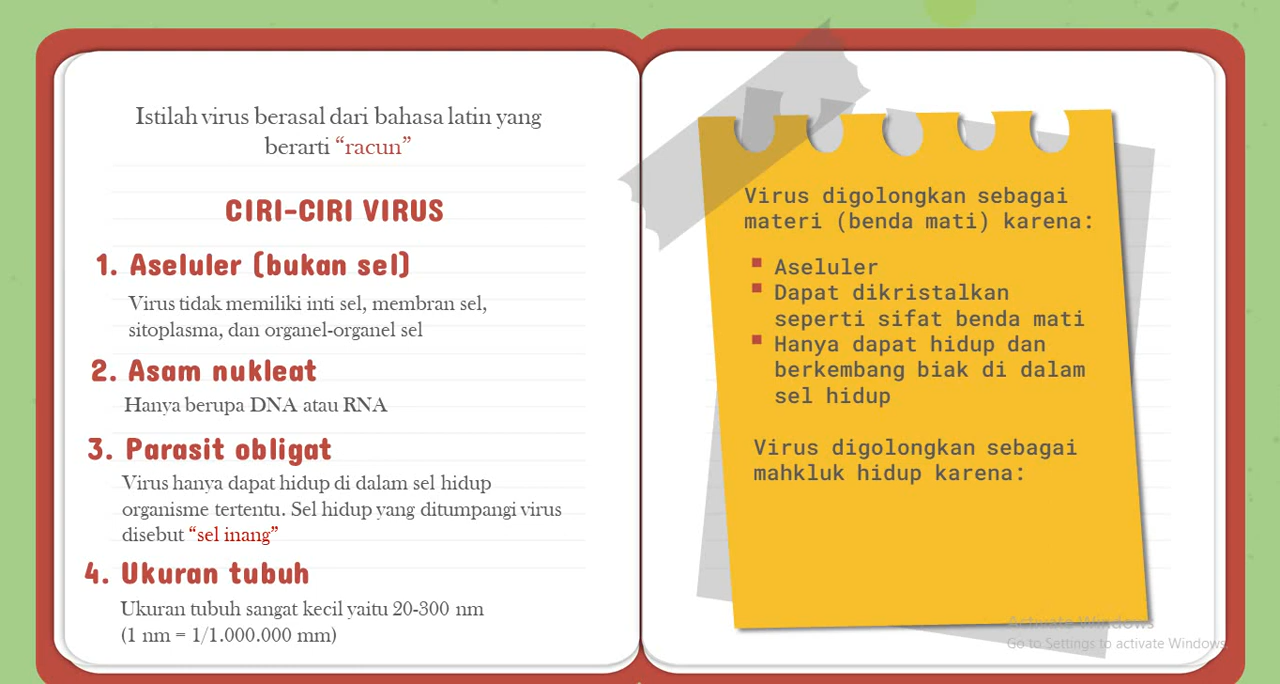 Istilah virus berasal dari bahasa latin yang
berarti “racun”
CIRI-CIRI VIRUS
1. Aseluler (bukan sel)
Virus tidak memiliki inti sel, membran sel,
sitoplasma, dan organel-organel sel
2. Asam nukleat
Hanya berupa DNA atau RNA
3. Parasit obligat
Virus hanya dapat hidup di dalam sel hidup
organisme tertentu. Sel hidup yang ditumpangi virus
disebut “sel inang”
4. Ukuran tubuh
Ukuran tubuh sangat kecil yaitu 20-300 nm
(1 nm = 1/1.000.000 mm)
Virus digolongkan sebagai
materi (benda mati) karena:
▪ Aseluler
▪ Dapat dikristalkan
seperti sifat benda mati
▪ Hanya dapat hidup dan
berkembang biak di dalam
sel hidup
Virus digolongkan sebagai
mahkluk hidup karena:
Activate Windows
Go to Settings to activate Windows.